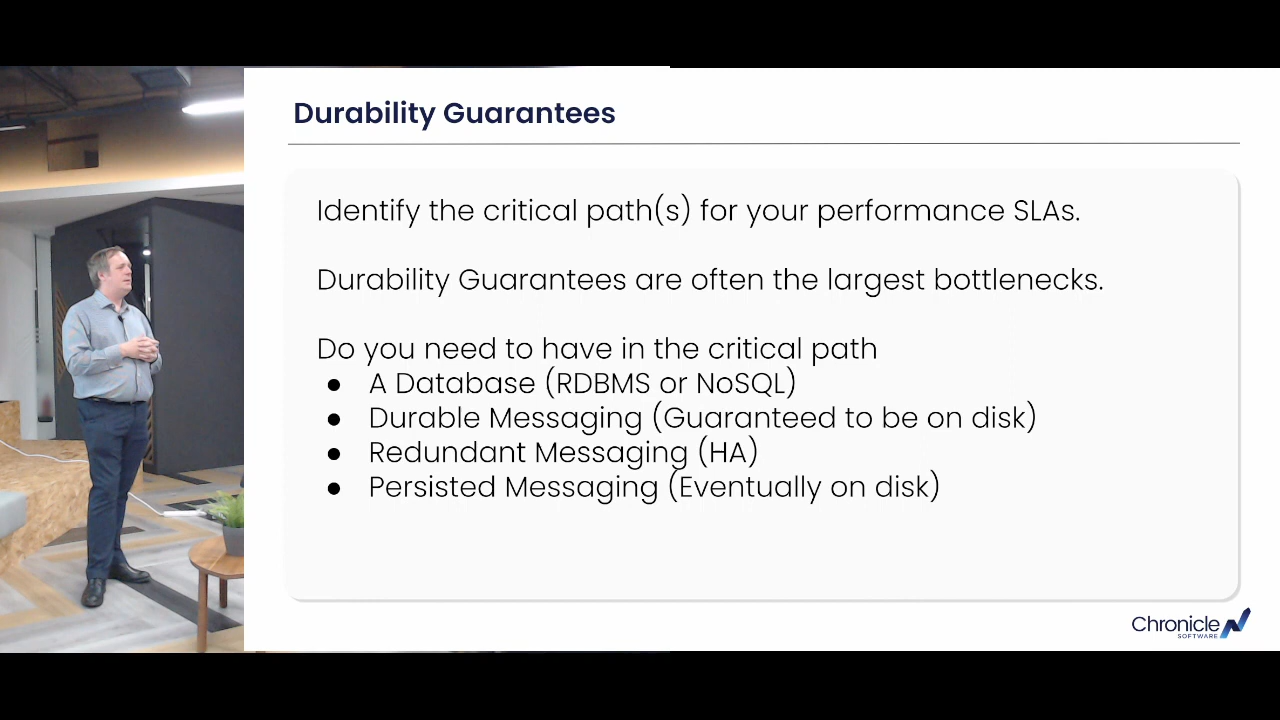 Durability Guarantees
Identify the critical path(s) for your performance SLAs.
Durability Guarantees are often the largest bottlenecks.
Do you need to have in the critical path
● A Database (RDBMS or NoSQL)
● Durable Messaging (Guaranteed to be on disk)
● Redundant Messaging (HA)
● Persisted Messaging (Eventually on disk)
Chronicle
SOFTWARE